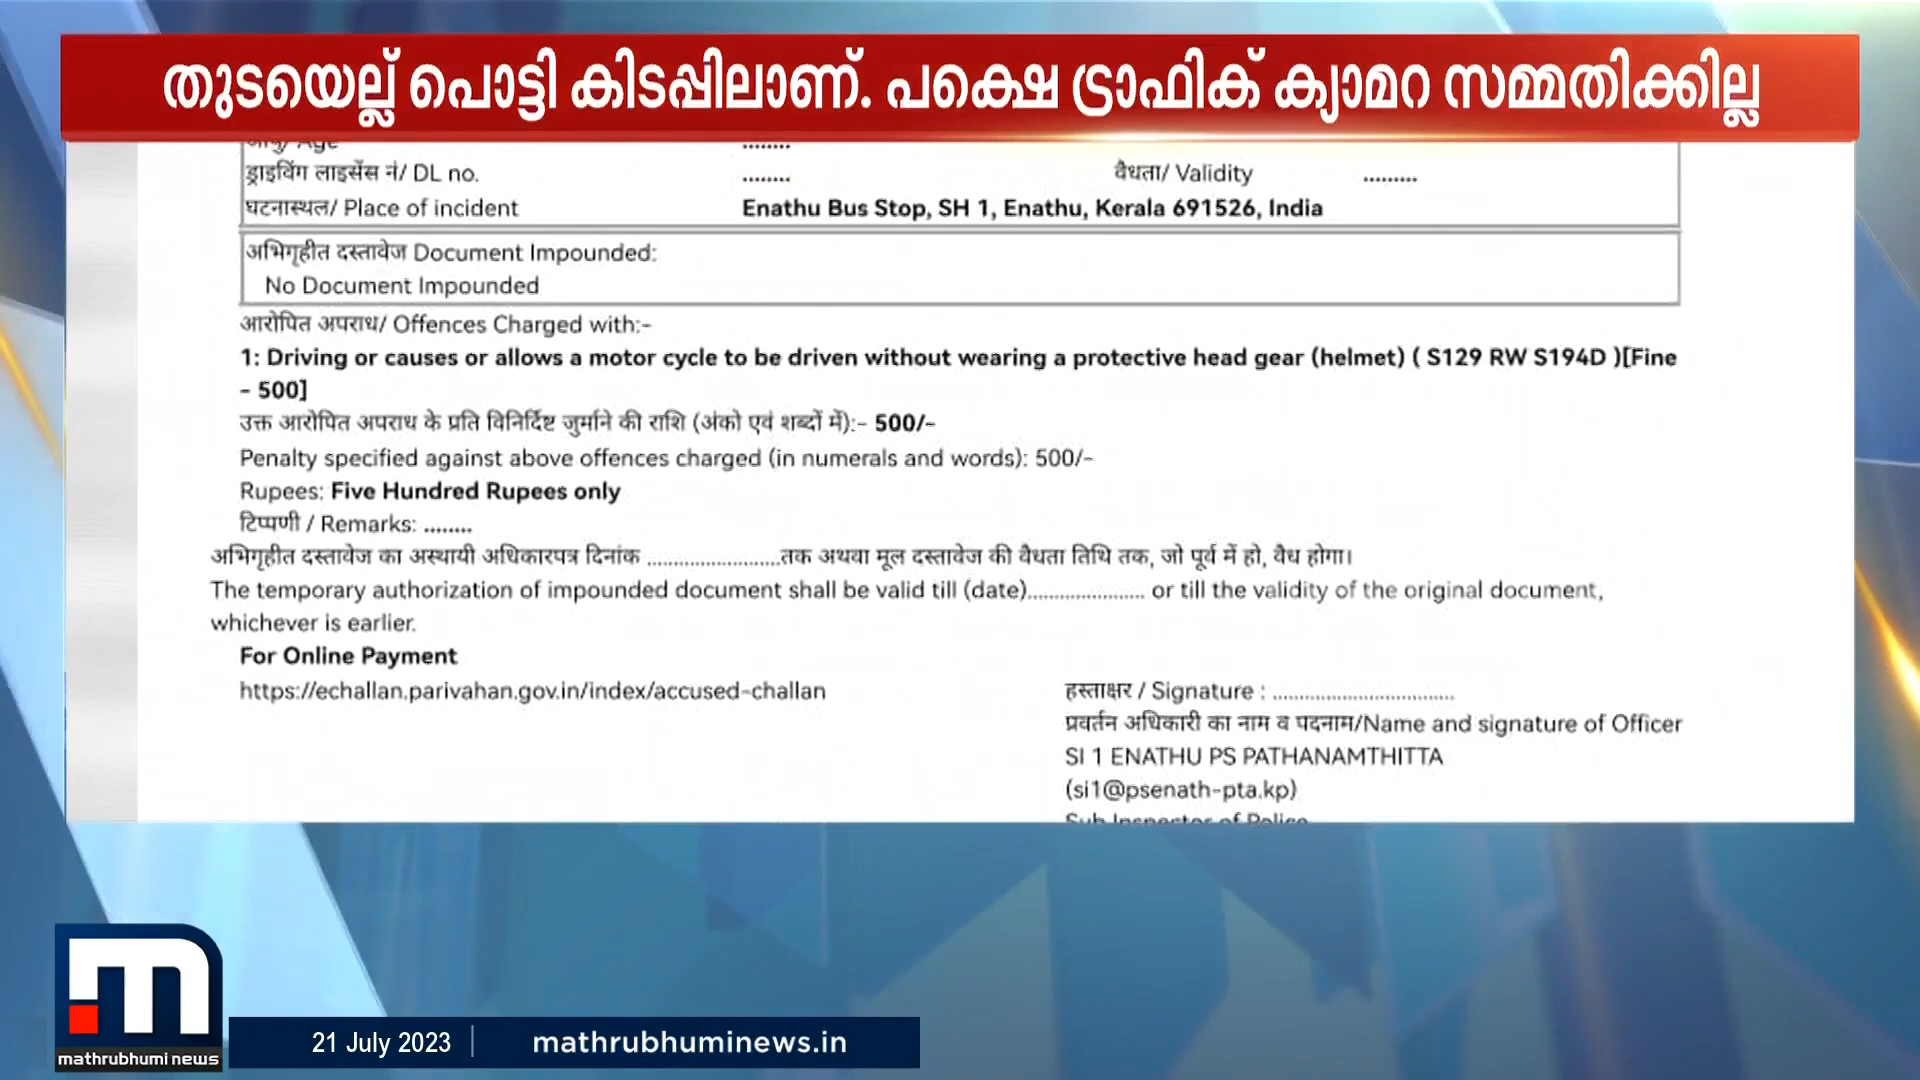 തുടയെല്ല് പൊട്ടി കിടപ്പിലാണ്. പക്ഷെ ട്രാഫിക് ക്യാമറ സമ്മതിക്കില്ല
आयु/ Age ........
ड्राइविंग लाइसेंस नं/ DL no. ........ वैधता/ Validity .........
घटनास्थल/ Place of incident Enathu Bus Stop, SH 1, Enathu, Kerala 691526, India
अभिगृहीत दस्तावेज Document Impounded:
No Document Impounded
आरोपित अपराध/ Offences Charged with:-
1: Driving or causes or allows a motor cycle to be driven without wearing a protective head gear (helmet) ( S129 RW S194D )[Fine
- 500]
उक्त आरोपित अपराध के प्रति विनिर्दिष्ट जुर्माने की राशि (अंको एवं शब्दों में):- 500/-
Penalty specified against above offences charged (in numerals and words): 500/-
Rupees: Five Hundred Rupees only
टिप्पणी / Remarks: ........
अभिगृहीत दस्तावेज का अस्थायी अधिकारपत्र दिनांक .......................तक अथवा मूल दस्तावेज की वैधता तिथि तक, जो पूर्व में हो, वैध होगा।
The temporary authorization of impounded document shall be valid till (date).................... or till the validity of the original document,
whichever is earlier.
For Online Payment
https://echallan.parivahan.gov.in/index/accused-challan
हस्ताक्षर / Signature : ...............................
प्रवर्तन अधिकारी का नाम व पदनाम/Name and signature of Officer
SI 1 ENATHU PS PATHANAMTHITTA
(si1@psenath-pta.kp)
Sub Inspector of Police
mathrubhumi news
21 July 2023
mathrubhuminews.in